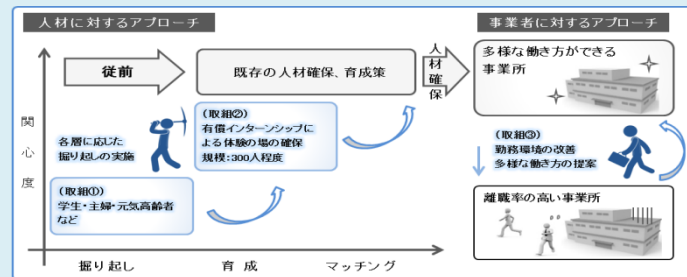 人材に対するアプローチ
事業者に対するアプローチ
関心度
従前
既存の人材確保、育成策
人材確保
多様な働き方ができる
事業所
各層に応じた
掘り起しの実施
(取組②)
有償インターンシップに
よる体験の場の確保
規模:300人程度
(取組③)
勤務環境の改善
多様な働き方の提案
(取組①)
学生・主婦・元気高齢者
など
離職率の高い事業所
掘り起し
育成
マッチング